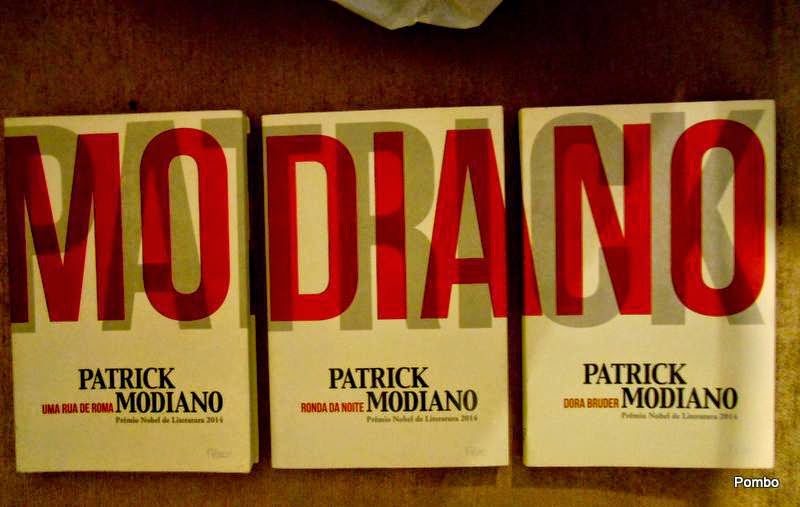 PATRICK
MODIANO
PATRICK
UMA RUA DE ROMA MODIANO
Prêmio Nobel de Literatura 2014
PATRICK
RONDA DA NOITE MODIANO
Prêmio Nobel de Literatura 2014
PATRICK
DORA BRUDER MODIANO
Prêmio Nobel de Literatura 2014
Pombo